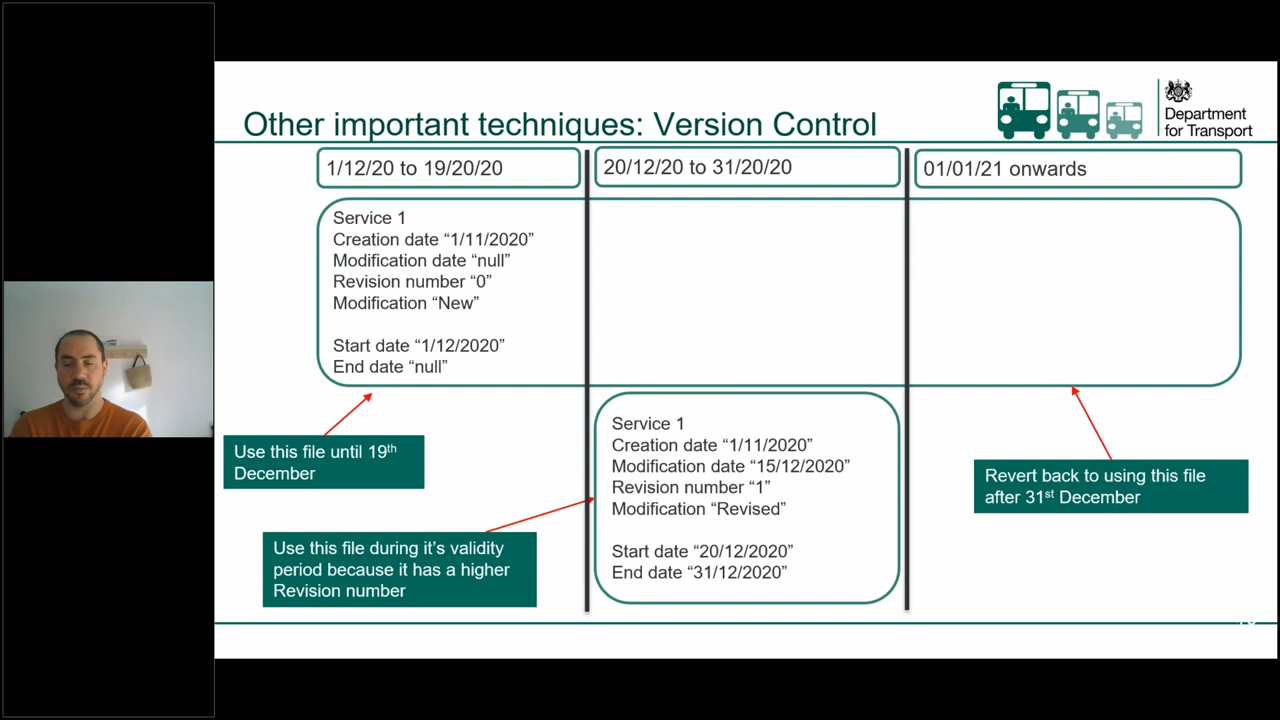 Other important techniques: Version Control
Department
for Transport
1/12/20 to 19/20/20
20/12/20 to 31/20/20
01/01/21 onwards
Service 1
Creation date “1/11/2020”
Modification date “null”
Revision number “0”
Modification “New”
Start date “1/12/2020”
End date “null”
Use this file until 19th
December
Service 1
Creation date “1/11/2020”
Modification date “15/12/2020”
Revision number “1”
Modification “Revised”
Start date “20/12/2020”
End date “31/12/2020”
Use this file during it’s validity
period because it has a higher
Revision number
Revert back to using this file
after 31st December